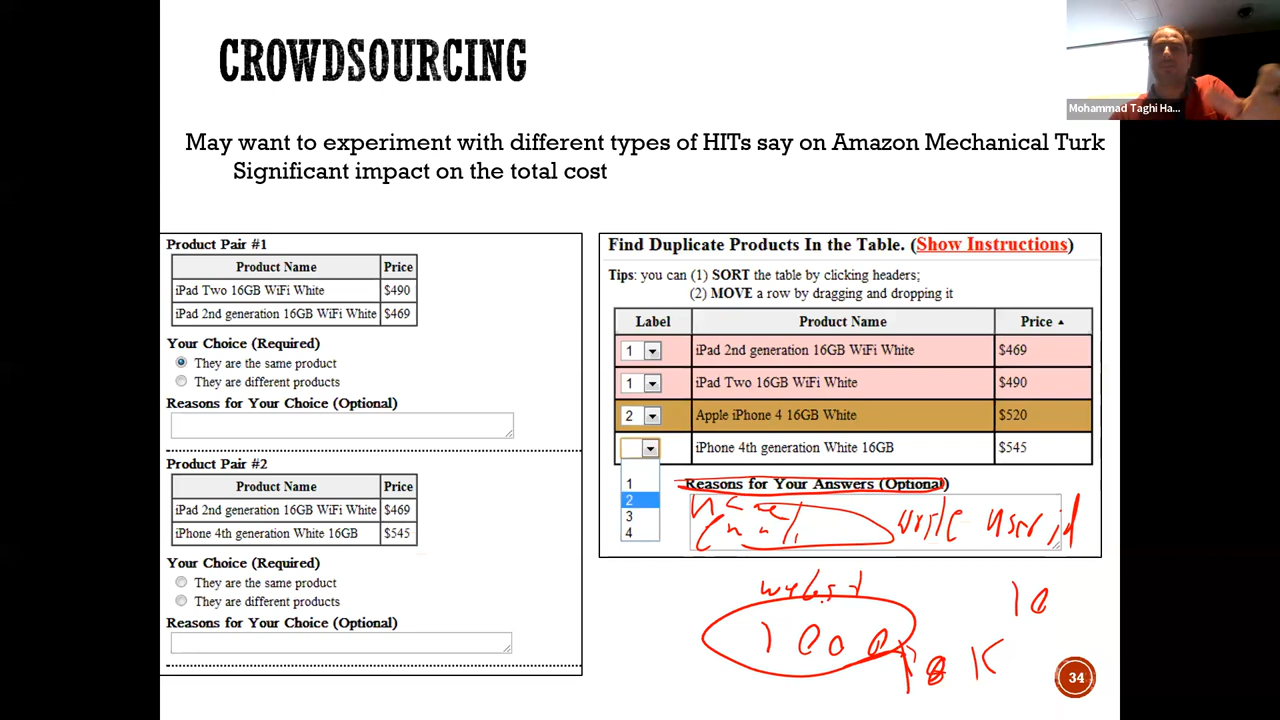 CROWDSOURCING
Mohammad Taghi Ha...
May want to experiment with different types of HITs say on Amazon Mechanical Turk
Significant impact on the total cost
Product Pair #1
Product Name Price
iPad Two 16GB WiFi White $490
iPad 2nd generation 16GB WiFi White $469
Your Choice (Required)
They are the same product
They are different products
Reasons for Your Choice (Optional)
Product Pair #2
Product Name Price
iPad 2nd generation 16GB WiFi White $469
iPhone 4th generation White 16GB $545
Your Choice (Required)
They are the same product
They are different products
Reasons for Your Choice (Optional)
Find Duplicate Products In the Table. (Show Instructions)
Tips: you can (1) SORT the table by clicking headers;
(2) MOVE a row by dragging and dropping it
Label Product Name Price
1 iPad 2nd generation 16GB WiFi White $469
1 iPad Two 16GB WiFi White $490
2 Apple iPhone 4 16GB White $520
iPhone 4th generation White 16GB $545
1
2
3
4
Reasons for Your Answers (Optional)
write user id
10
1000
10 K
34